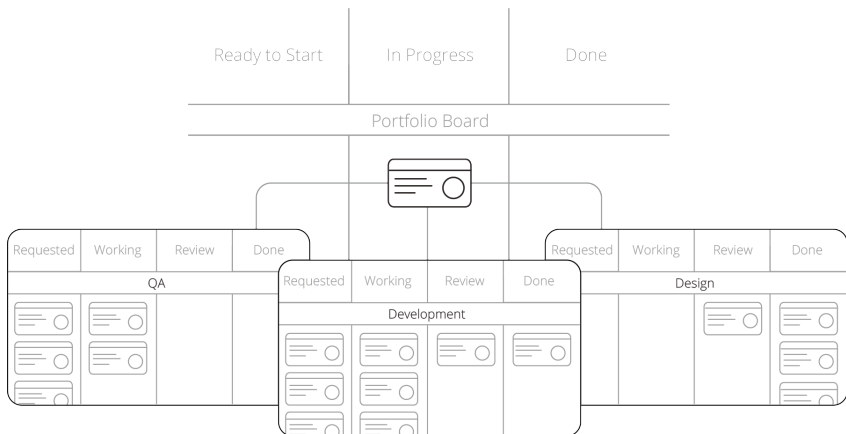 Ready to Start In Progress Done
Portfolio Board
Requested Working Review Done
QA
Requested Working Review Done
Development
Requested Working Review Done
Design